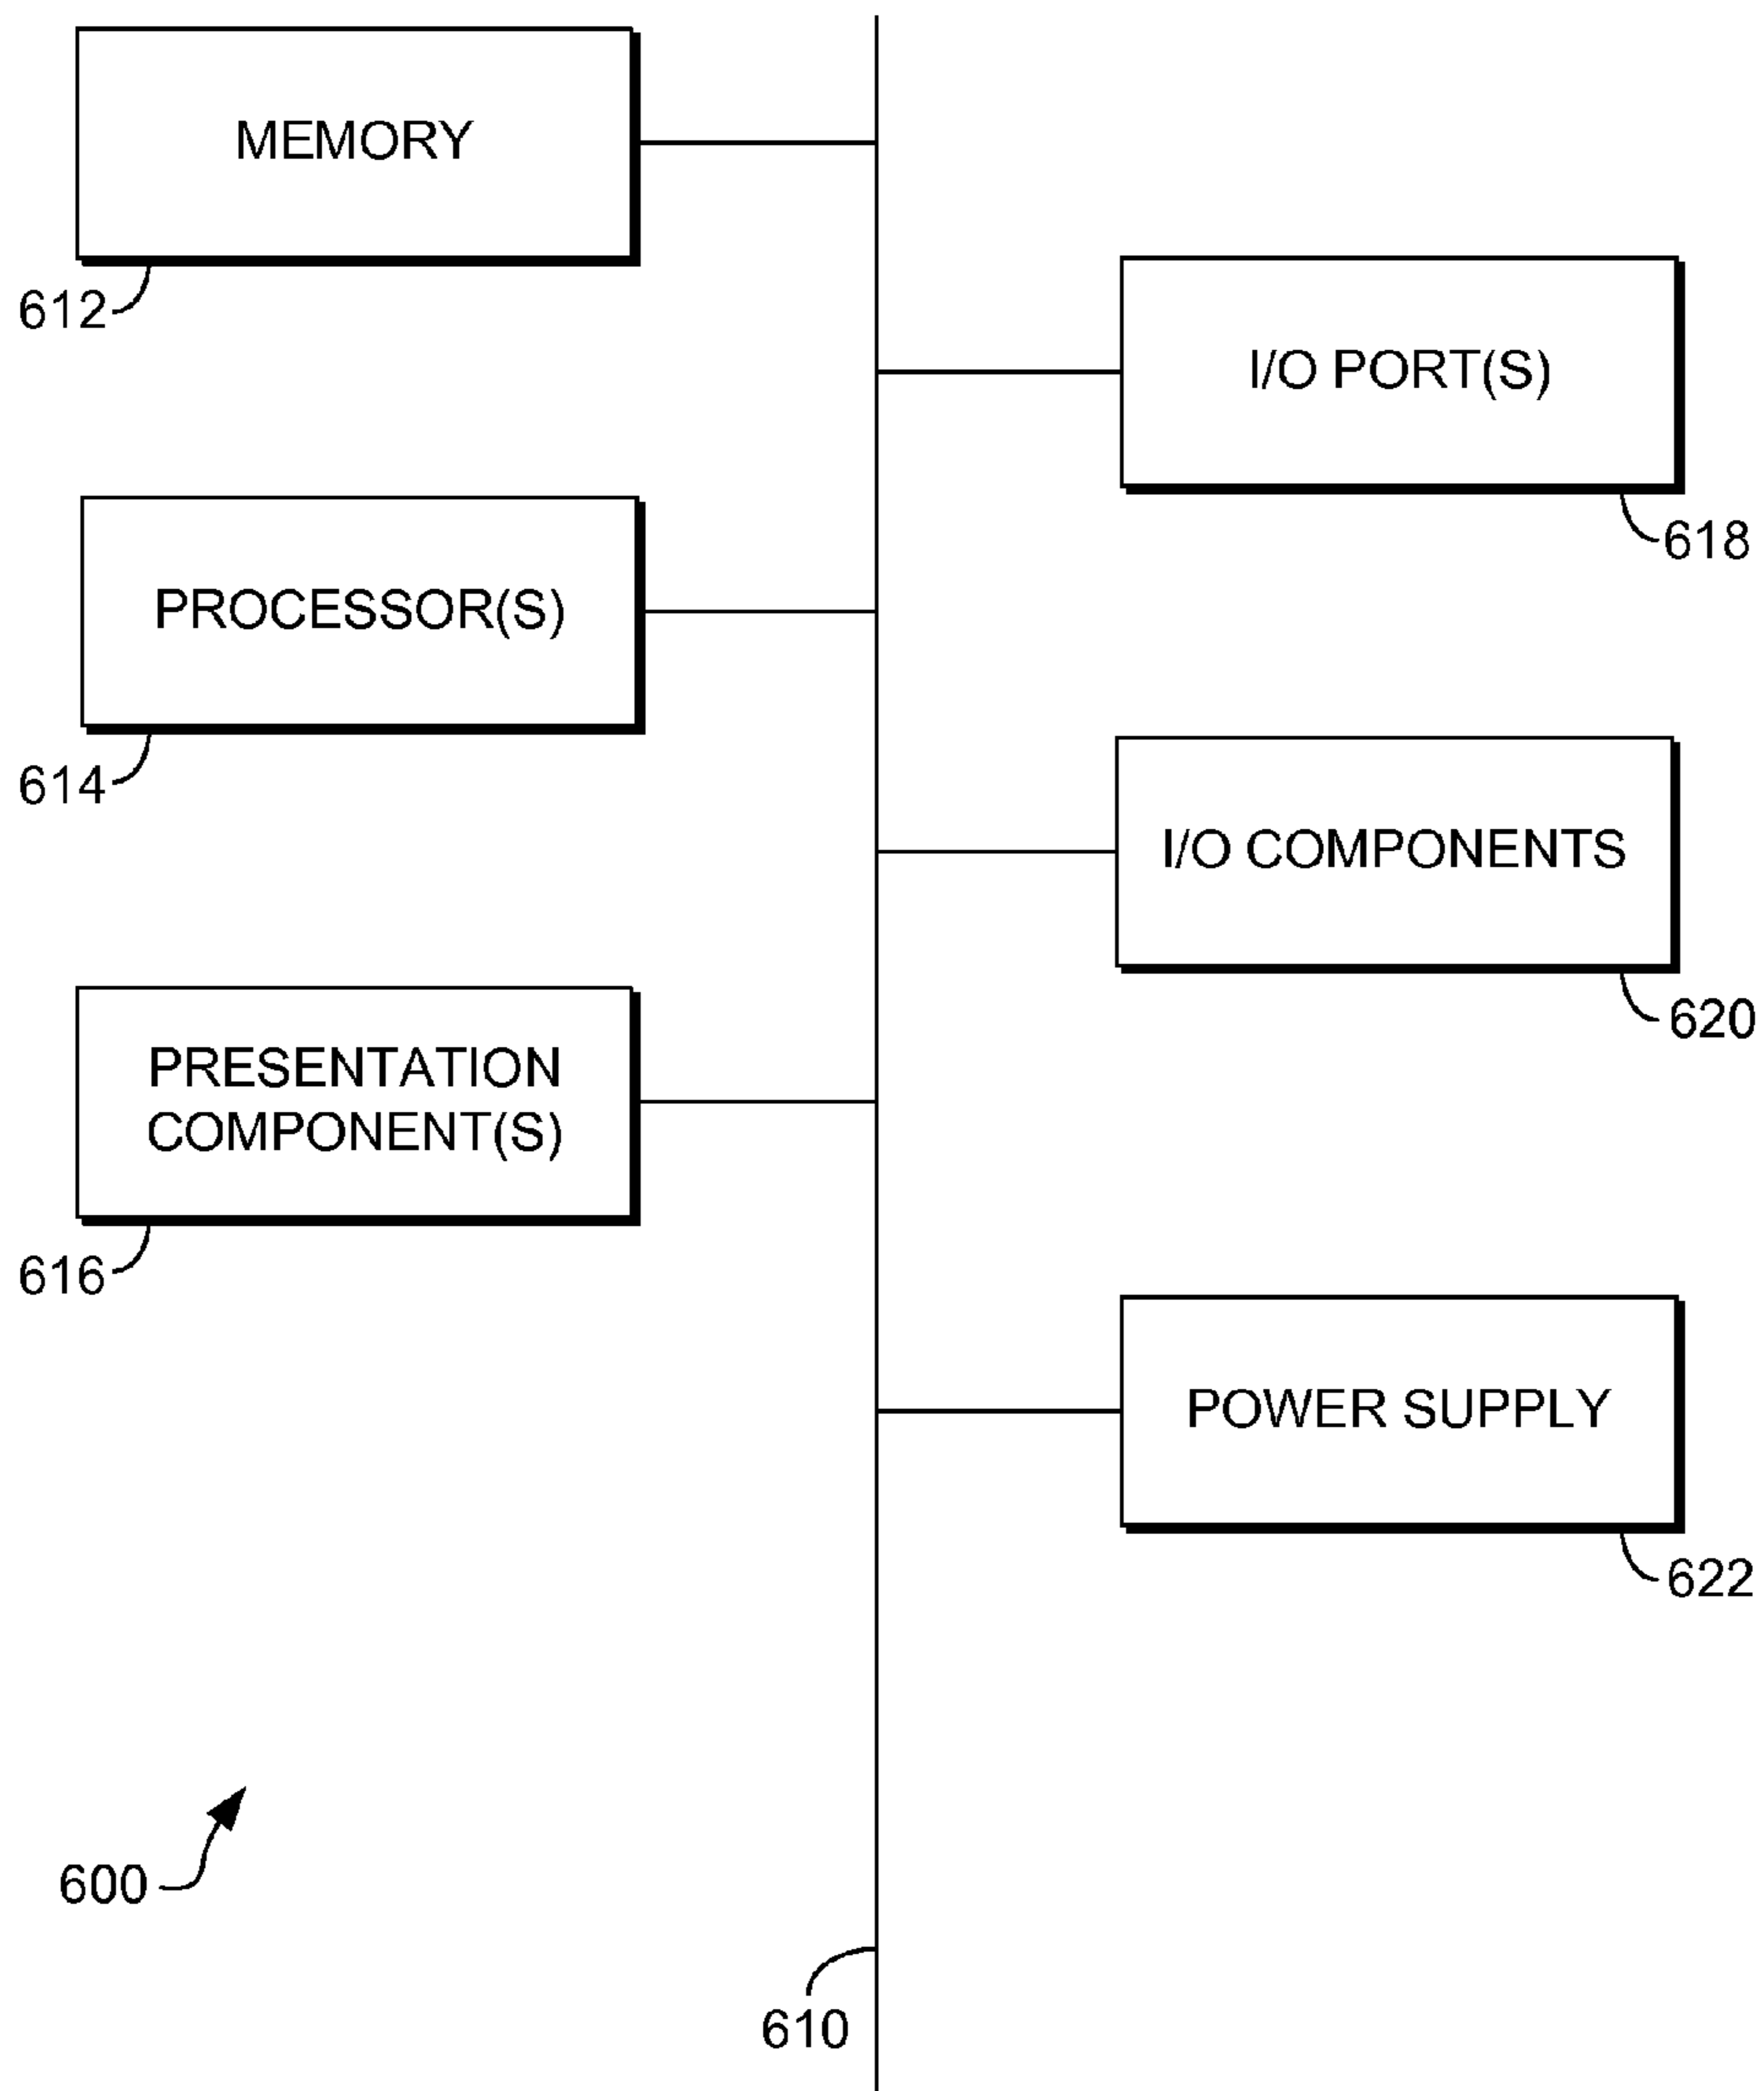 MEMORY
612
I/O PORT(S)
618
PROCESSOR(S)
614
I/O COMPONENTS
620
PRESENTATION
COMPONENT(S)
616
POWER SUPPLY
622
600
610